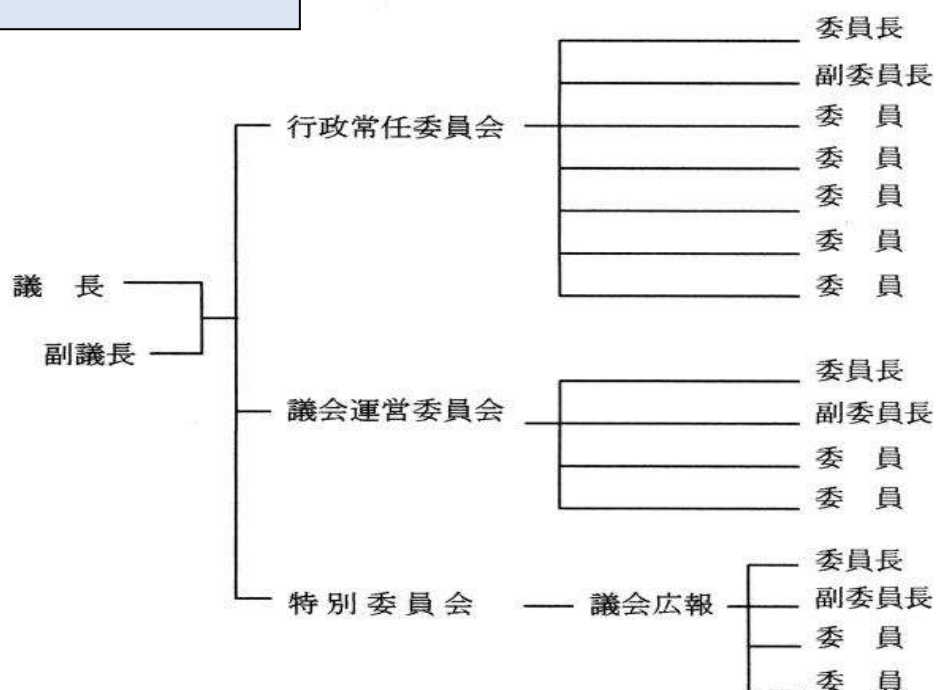 議 長
副議長
行政常任委員会
委員長
副委員長
委 員
委 員
委 員
委 員
委 員
議会運営委員会
委員長
副委員長
委 員
委 員
特別委員会
議会広報
委員長
副委員長
委 員
委 員